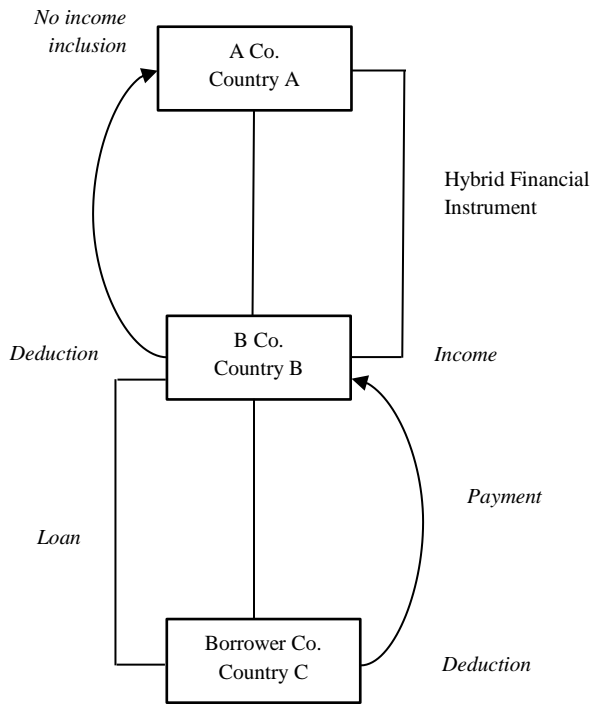 No income
inclusion
A Co.
Country A
Hybrid Financial
Instrument
Deduction
B Co.
Country B
Income
Payment
Loan
Borrower Co.
Country C
Deduction